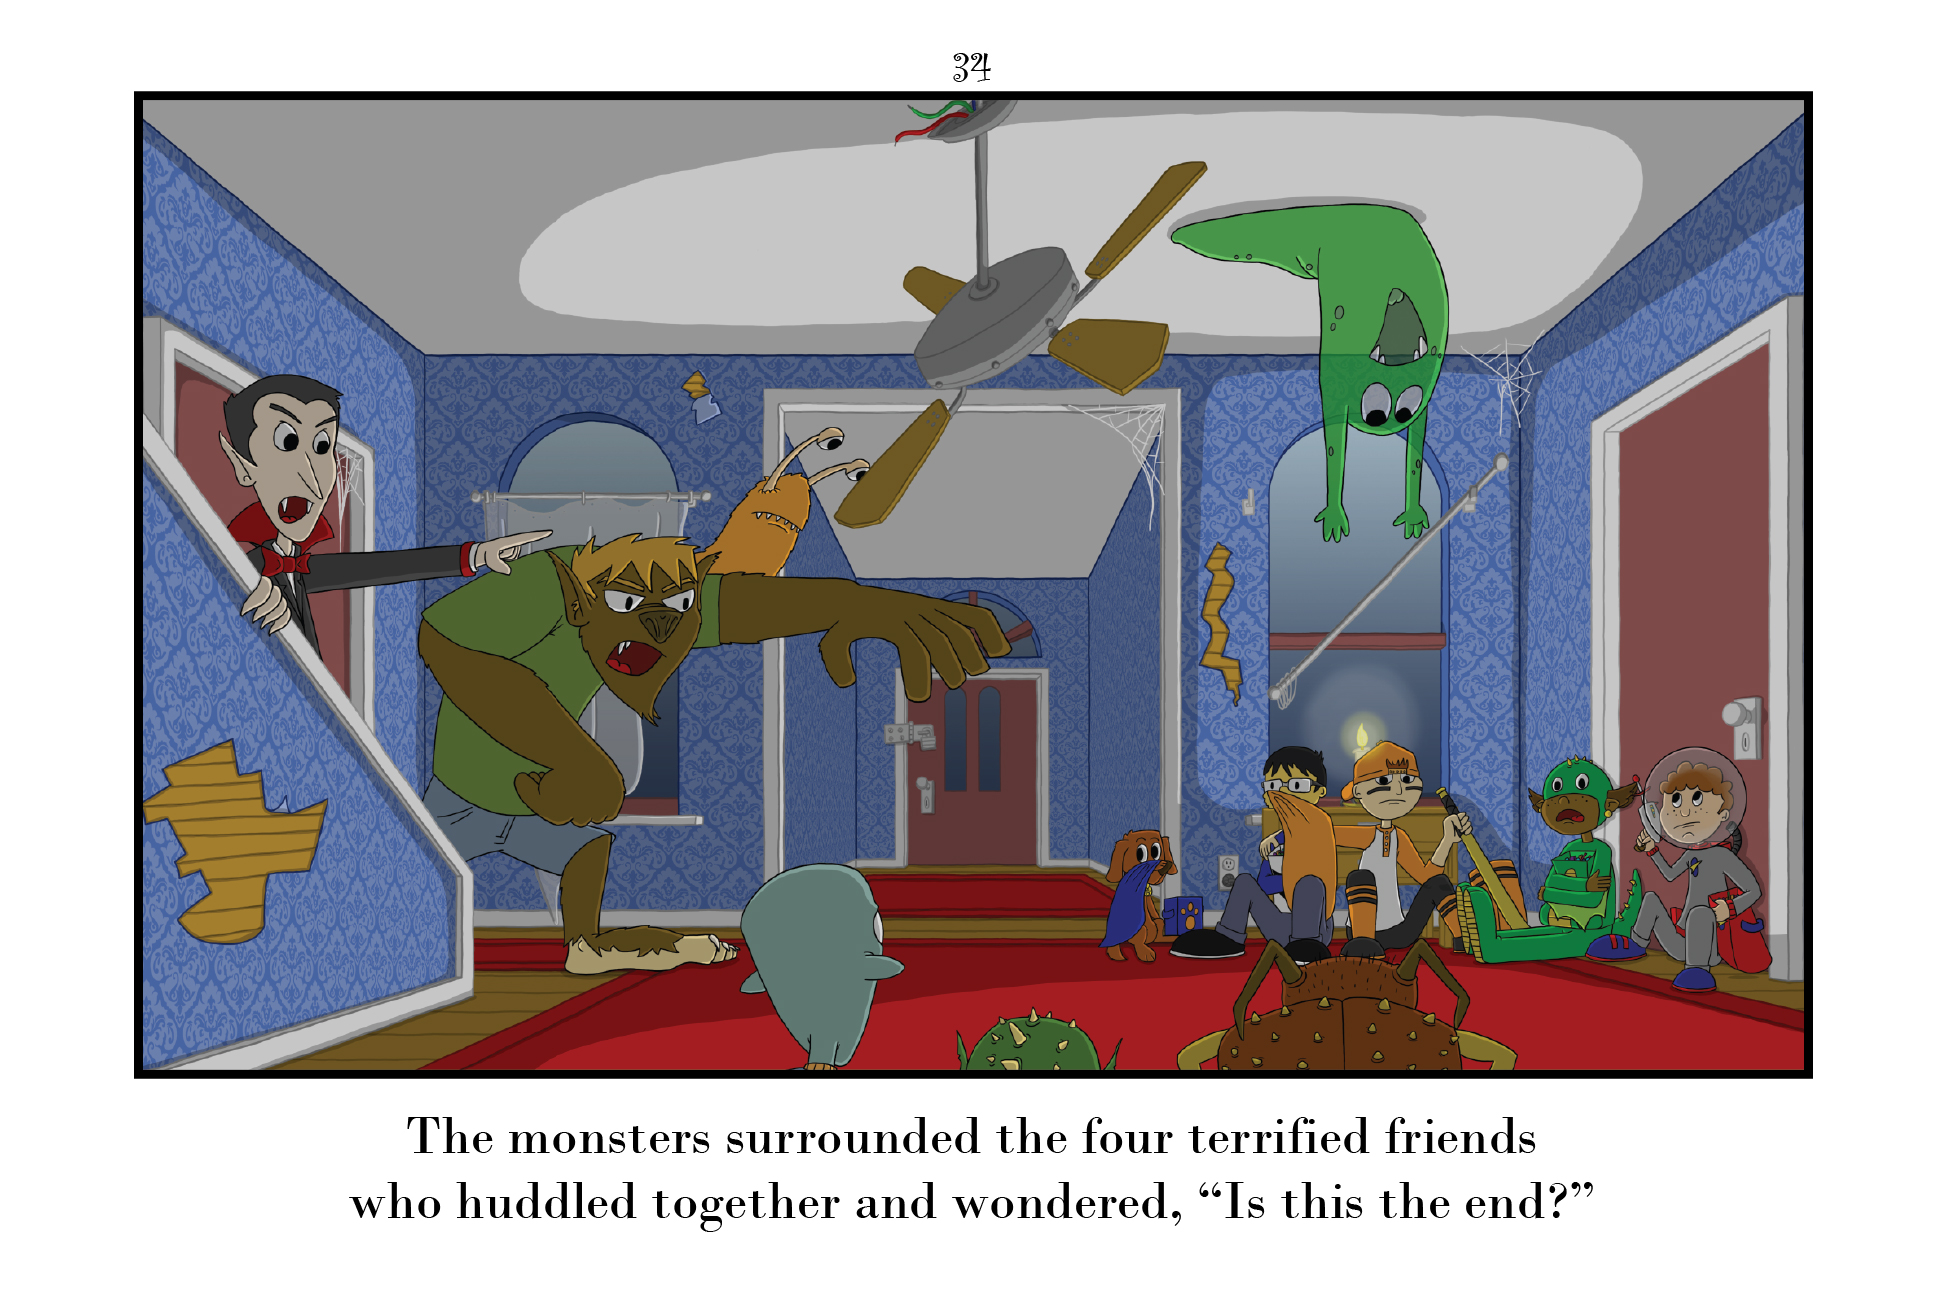 34
The monsters surrounded the four terrified friends
who huddled together and wondered, “Is this the end?”